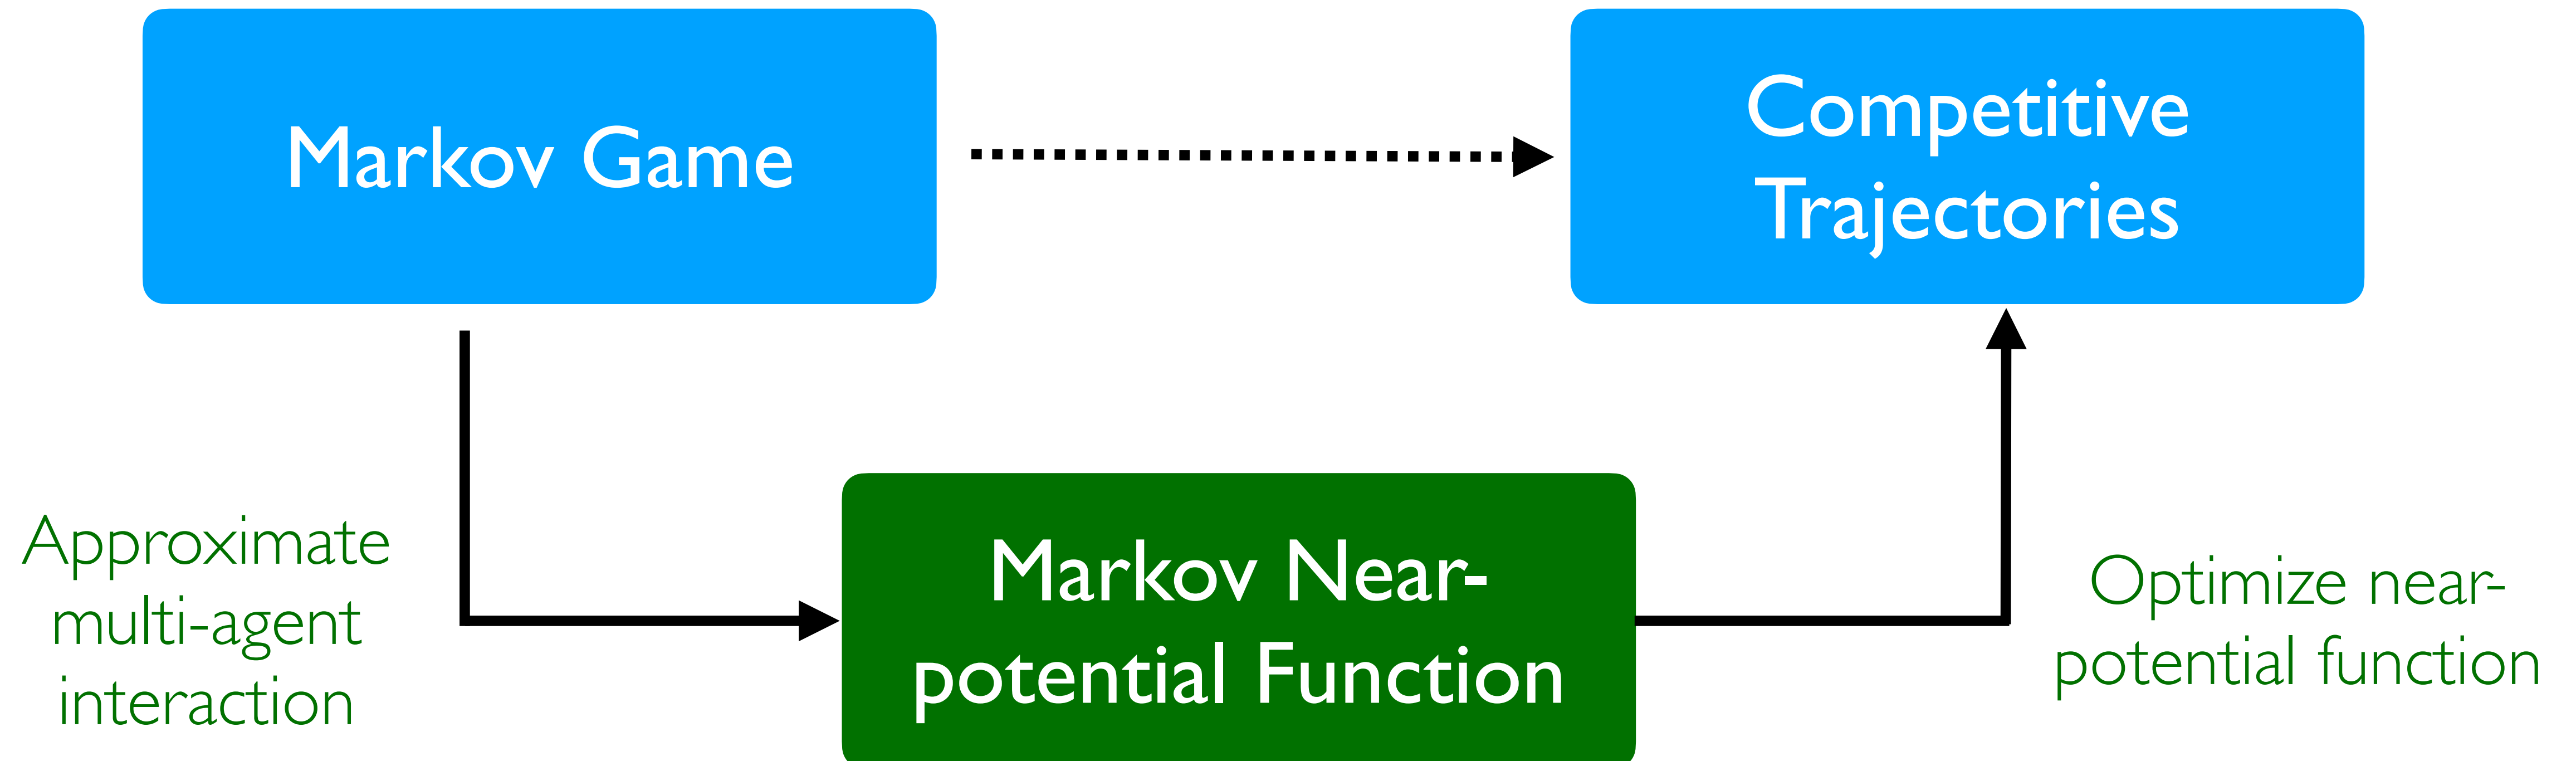 Markov Game
Competitive
Trajectories
Approximate
multi-agent
interaction
Markov Near-
potential Function
Optimize near-
potential function